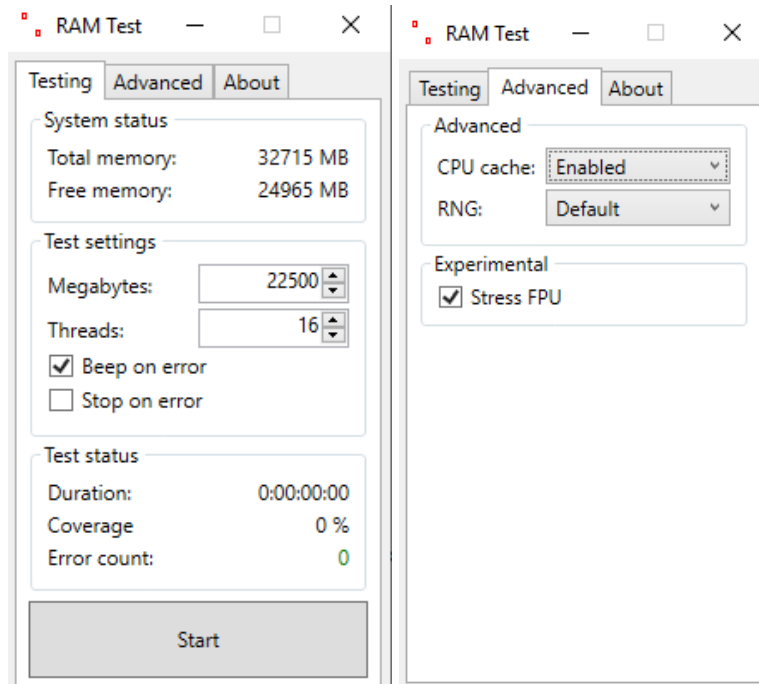 RAM Test
Testing Advanced About
System status
Total memory: 32715 MB
Free memory: 24965 MB
Test settings
Megabytes: 22500
Threads: 16
Beep on error
Stop on error
Test status
Duration: 0:00:00:00
Coverage 0 %
Error count: 0
Start
RAM Test
Testing Advanced About
Advanced
CPU cache: Enabled
RNG: Default
Experimental
Stress FPU